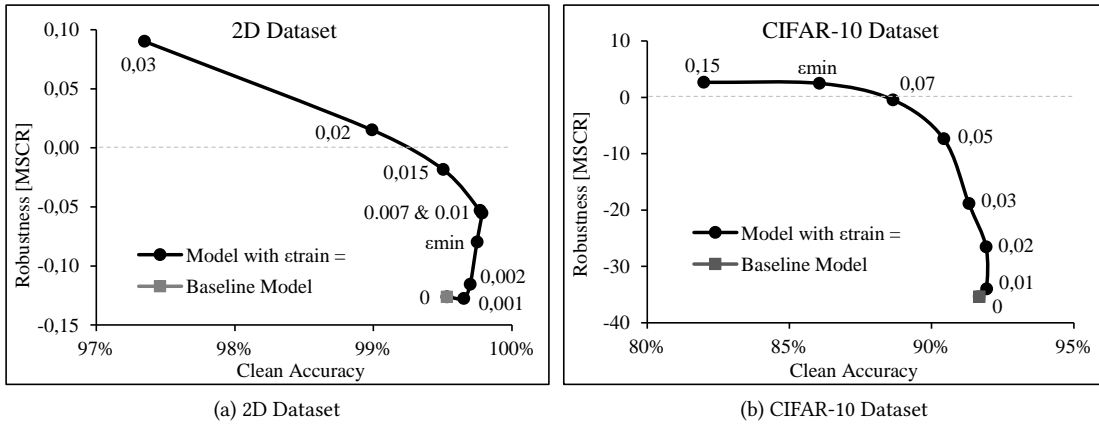 2D Dataset
Robustness [MSCR]
0,10
0,05
0,00
-0,05
-0,10
-0,15
0,03
0,02
0,015
0.007 & 0.01
εmin
0,002
0
0,001
Model with εtrain =
Baseline Model
97%
98%
99%
100%
Clean Accuracy
(a) 2D Dataset
CIFAR-10 Dataset
Robustness [MSCR]
10
0
-10
-20
-30
-40
0,15
εmin
0,07
0,05
0,03
0,02
0,01
0
Model with εtrain =
Baseline Model
80%
85%
90%
95%
Clean Accuracy
(b) CIFAR-10 Dataset